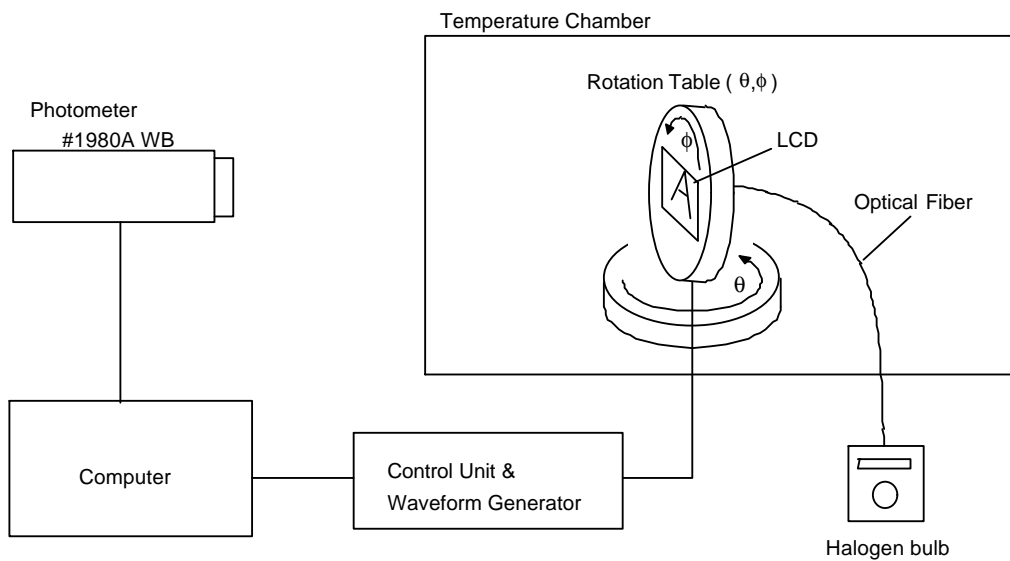 Temperature Chamber
Rotation Table ( θ,ϕ )
Photometer
#1980A WB
ϕ
LCD
A
Optical Fiber
θ
Computer
Control Unit &
Waveform Generator
Halogen bulb